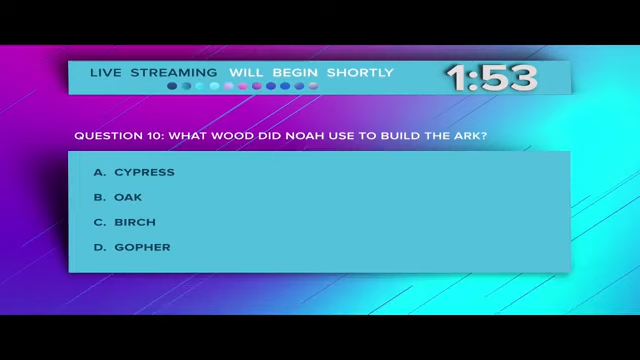 LIVE STREAMING WILL BEGIN SHORTLY
1:53
QUESTION 10: WHAT WOOD DID NOAH USE TO BUILD THE ARK?
A. CYPRESS
B. OAK
C. BIRCH
D. GOPHER